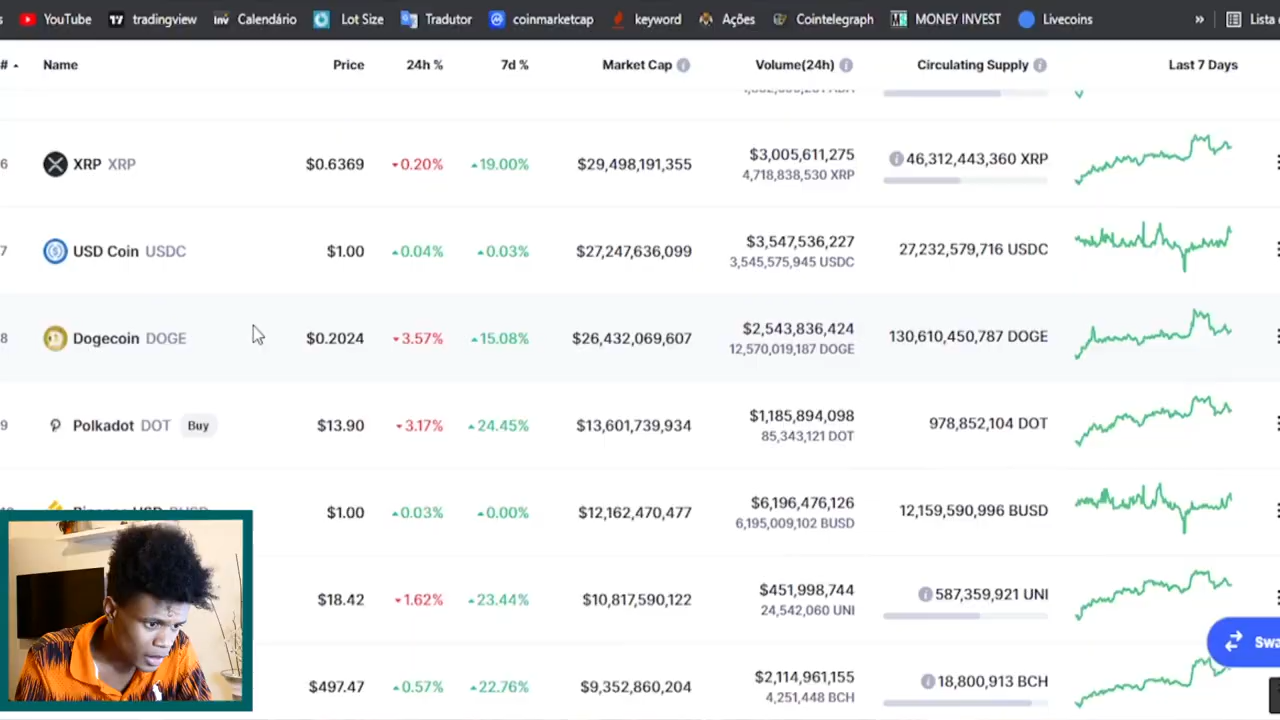 YouTube tradingview Calendário Lot Size Tradutor coinmarketcap keyword Ações Cointelegraph MONEY INVEST Livecoins » Lista
# Name Price 24h % 7d % Market Cap Volume(24h) Circulating Supply Last 7 Days
6 XRP XRP $0.6369 0.20% 19.00% $29,498,191,355 $3,005,611,275 46,312,443,360 XRP
4,718,838,530 XRP
7 USD Coin USDC $1.00 0.04% 0.03% $27,247,636,099 $3,547,536,227 27,232,579,716 USDC
3,545,575,945 USDC
8 Dogecoin DOGE $0.2024 3.57% 15.08% $26,432,069,607 $2,543,836,424 130,610,450,787 DOGE
12,570,019,187 DOGE
9 Polkadot DOT Buy $13.90 3.17% 24.45% $13,601,739,934 $1,185,894,098 978,852,104 DOT
85,343,121 DOT
$1.00 0.03% 0.00% $12,162,470,477 $6,196,476,126 12,159,590,996 BUSD
6,195,009,102 BUSD
$18.42 1.62% 23.44% $10,817,590,122 $451,998,744 587,359,921 UNI
24,542,060 UNI
Swa
$497.47 0.57% 22.76% $9,352,860,204 $2,114,961,155 18,800,913 BCH
4,251,448 BCH